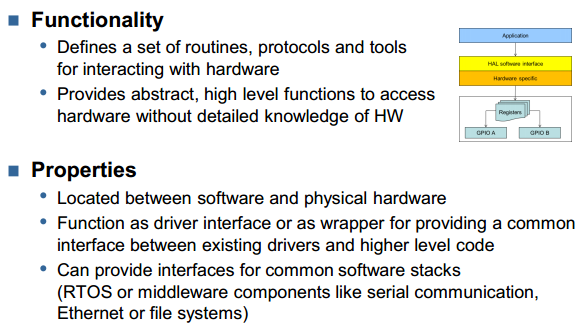 Functionality
Defines a set of routines, protocols and tools
for interacting with hardware
Provides abstract, high level functions to access
hardware without detailed knowledge of HW
Application
HAL software interface
Hardware specific
Registers
GPIO A
GPIO B
Properties
Located between software and physical hardware
Function as driver interface or as wrapper for providing a common
interface between existing drivers and higher level code
Can provide interfaces for common software stacks
(RTOS or middleware components like serial communication,
Ethernet or file systems)